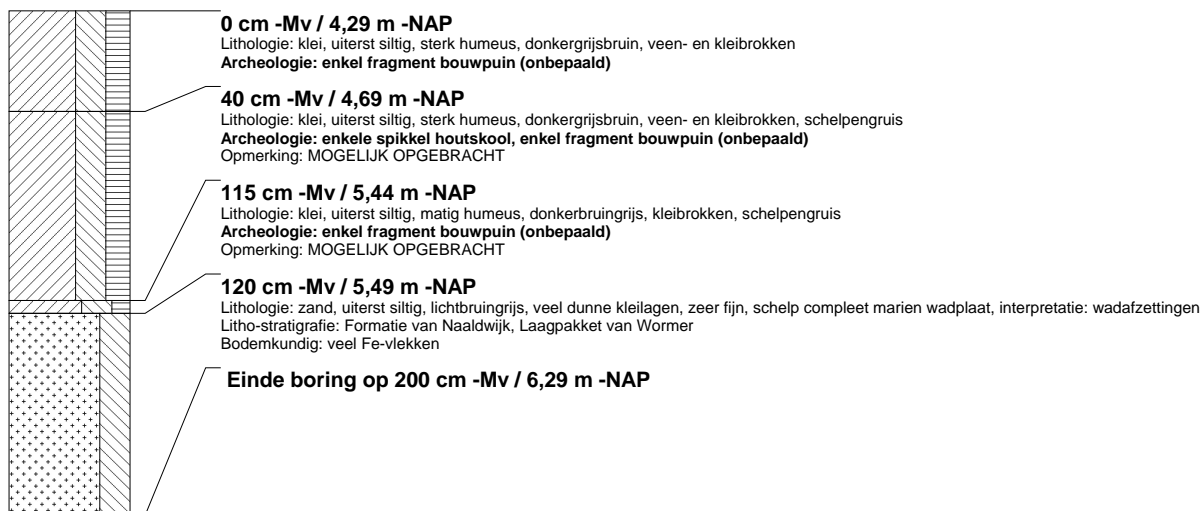 0 cm -Mv / 4,29 m -NAP
Lithologie: klei, uiterst siltig, sterk humeus, donkergrijsbruin, veen- en kleibrokken
Archeologie: enkel fragment bouwpuin (onbepaald)
40 cm -Mv / 4,69 m -NAP
Lithologie: klei, uiterst siltig, sterk humeus, donkergrijsbruin, veen- en kleibrokken, schelpengruis
Archeologie: enkele spikkel houtskool, enkel fragment bouwpuin (onbepaald)
Opmerking: MOGELIJK OPGEBRACHT
115 cm -Mv / 5,44 m -NAP
Lithologie: klei, uiterst siltig, matig humeus, donkerbruingrijs, kleibrokken, schelpengruis
Archeologie: enkel fragment bouwpuin (onbepaald)
Opmerking: MOGELIJK OPGEBRACHT
120 cm -Mv / 5,49 m -NAP
Lithologie: zand, uiterst siltig, lichtbruingrijs, veel dunne kleilagen, zeer fijn, schelp compleet marien wadplaat, interpretatie: wadafzettingen
Litho-stratigrafie: Formatie van Naaldwijk, Laagpakket van Wormer
Bodemkundig: veel Fe-vlekken
Einde boring op 200 cm -Mv / 6,29 m -NAP